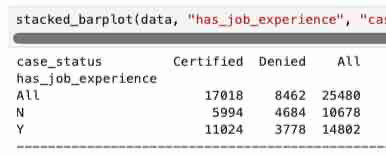 stacked_barplot(data, "has_job_experience", "cas
case_status Certified Denied All
has_job_experience
All 17018 8462 25480
N 5994 4684 10678
Y 11024 3778 14802
------------------------------------------------